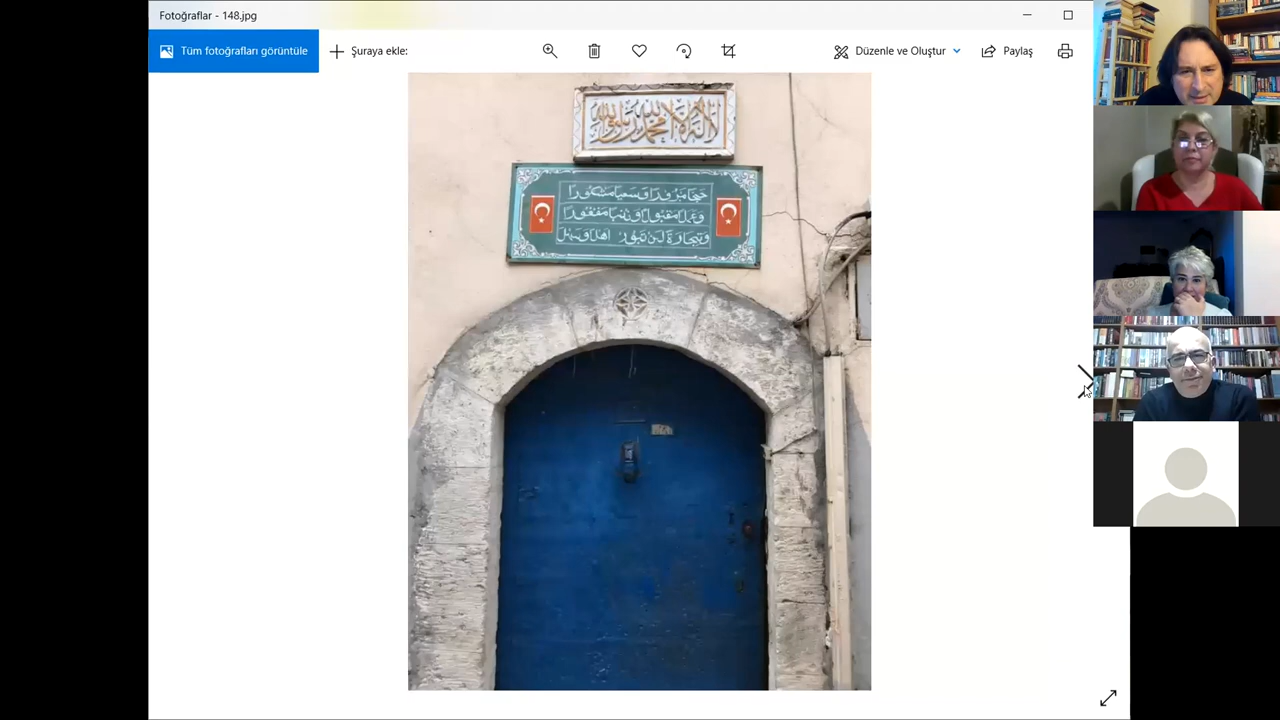 Fotoğraflar - 148.jpg
Tüm fotoğrafları görüntüle
Şuraya ekle:
Düzenle ve Oluştur
Paylaş
لا اله الا الله محمد رسول الله
حجا مبرورا وسعيا مشكورا
وعملا مقبولا وذنبا مغفورا
وتجارة لن تبور